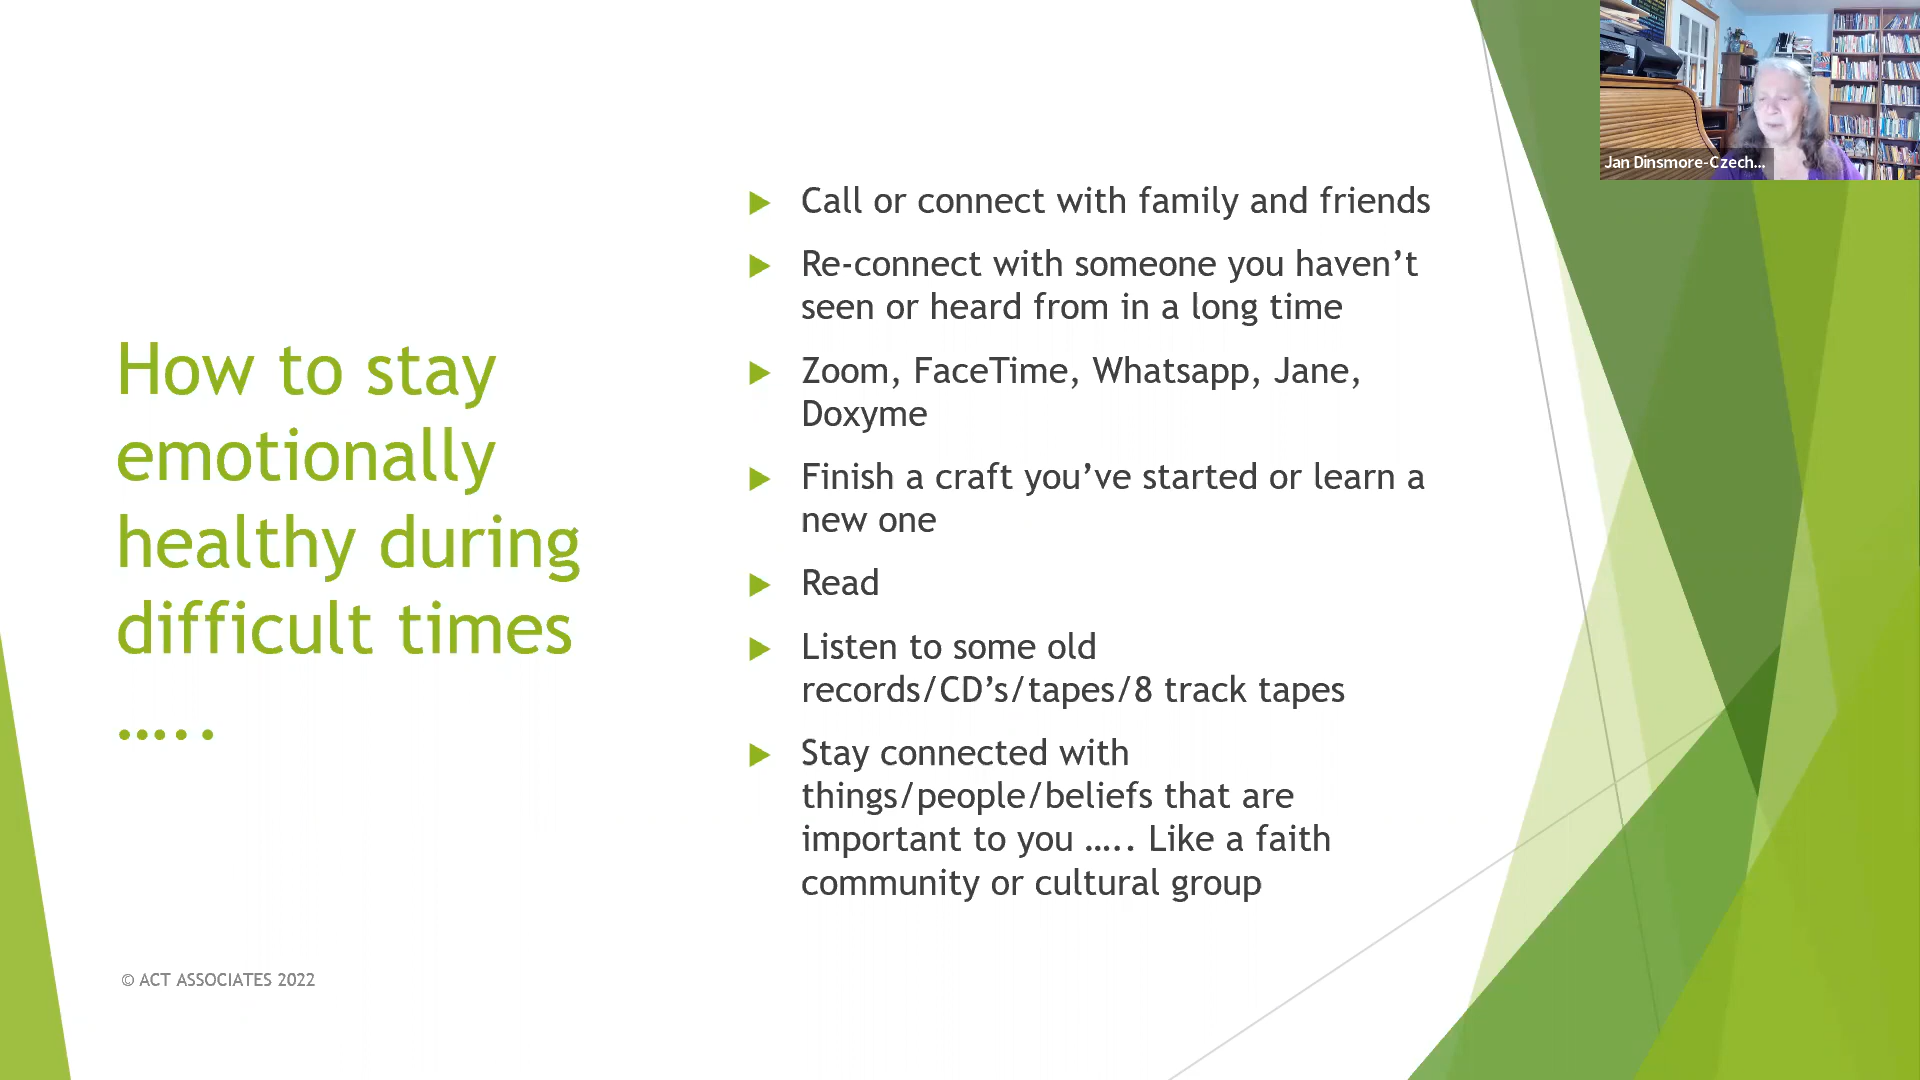 How to stay
emotionally
healthy during
difficult times
…..
Call or connect with family and friends
Re-connect with someone you haven’t
seen or heard from in a long time
Zoom, FaceTime, Whatsapp, Jane,
Doxyme
Finish a craft you’ve started or learn a
new one
Read
Listen to some old
records/CD’s/tapes/8 track tapes
Stay connected with
things/people/beliefs that are
important to you ….. Like a faith
community or cultural group
© ACT ASSOCIATES 2022
Jan Dinsmore-Czech...